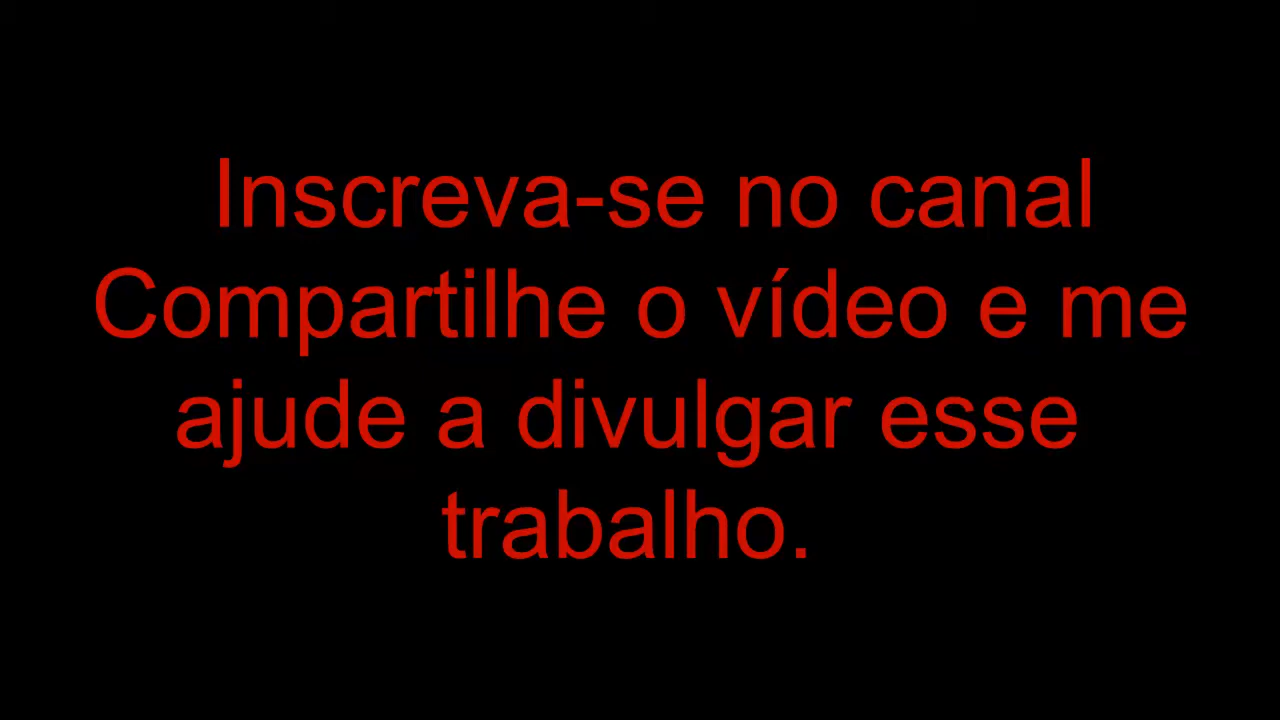 Inscreva-se no canal
Compartilhe o vídeo e me
ajude a divulgar esse
trabalho.